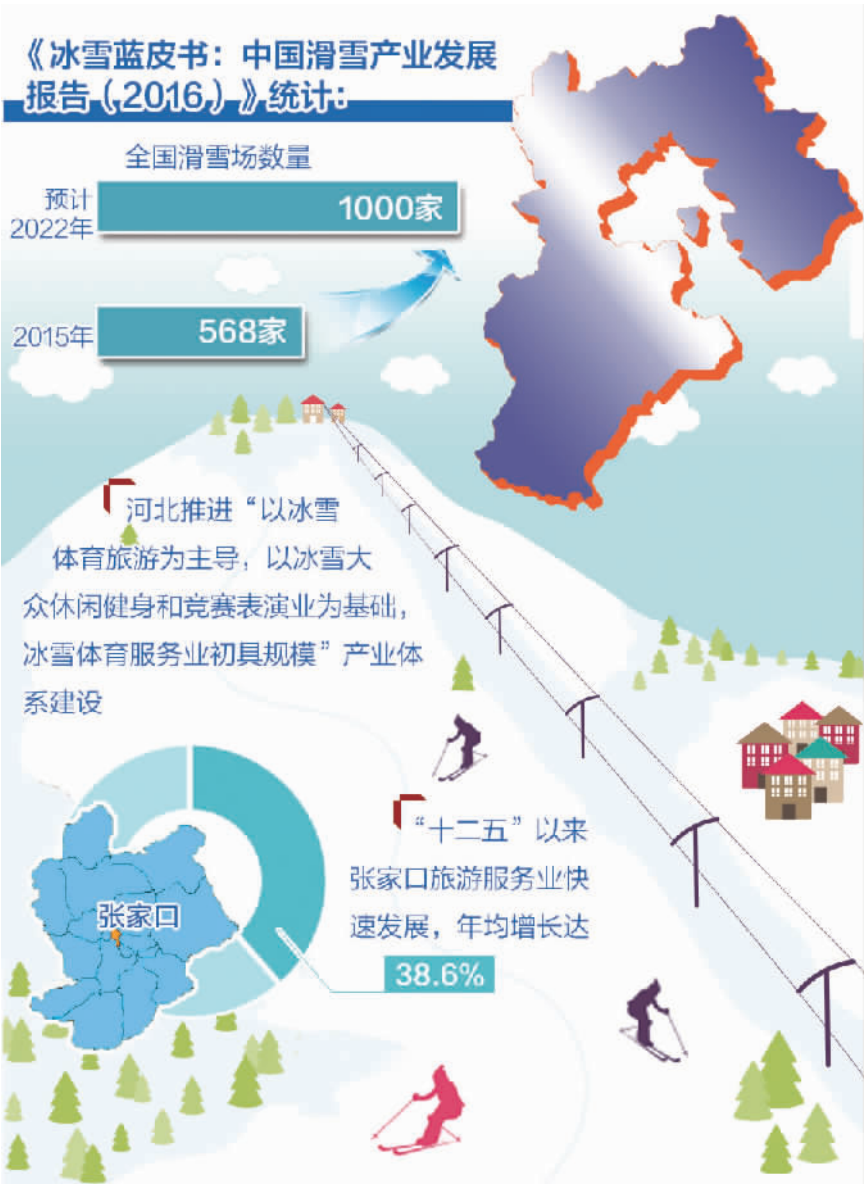 《冰雪蓝皮书：中国滑雪产业发展
报告（2016）》统计：
全国滑雪场数量
预计
2022年
1000家
2015年
568家
河北推进“以冰雪
体育旅游为主导，以冰雪大
众休闲健身和竞赛表演业为基础，
冰雪体育服务业初具规模”产业体
系建设
“十二五”以来
张家口旅游服务业快
速发展，年均增长达
38.6%
张家口